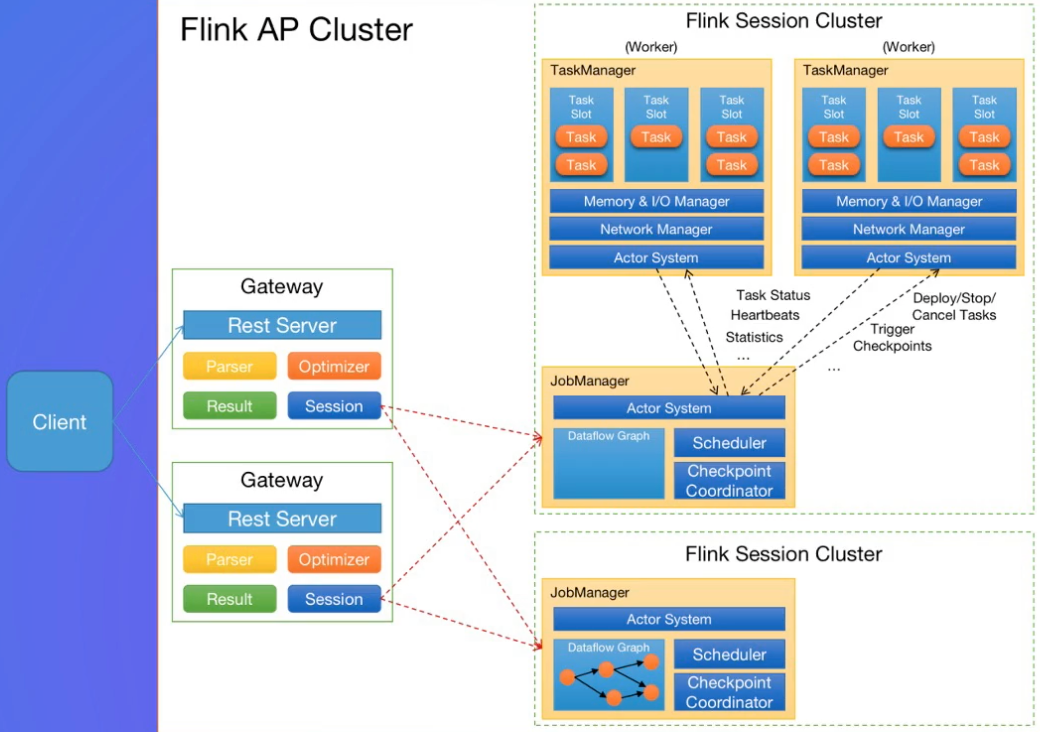 Flink AP Cluster
Client
Gateway
Rest Server
Parser
Optimizer
Result
Session
Gateway
Rest Server
Parser
Optimizer
Result
Session
Flink Session Cluster
(Worker)
TaskManager
Task
Slot
Task
Task
Task
Slot
Task
Task
Slot
Task
Task
Memory & I/O Manager
Network Manager
Actor System
(Worker)
TaskManager
Task
Slot
Task
Task
Task
Slot
Task
Task
Slot
Task
Task
Memory & I/O Manager
Network Manager
Actor System
Task Status
Heartbeats
Statistics
...
Deploy/Stop/
Cancel Tasks
Trigger
Checkpoints
...
JobManager
Actor System
Dataflow Graph
Scheduler
Checkpoint
Coordinator
Flink Session Cluster
JobManager
Actor System
Dataflow Graph
Scheduler
Checkpoint
Coordinator